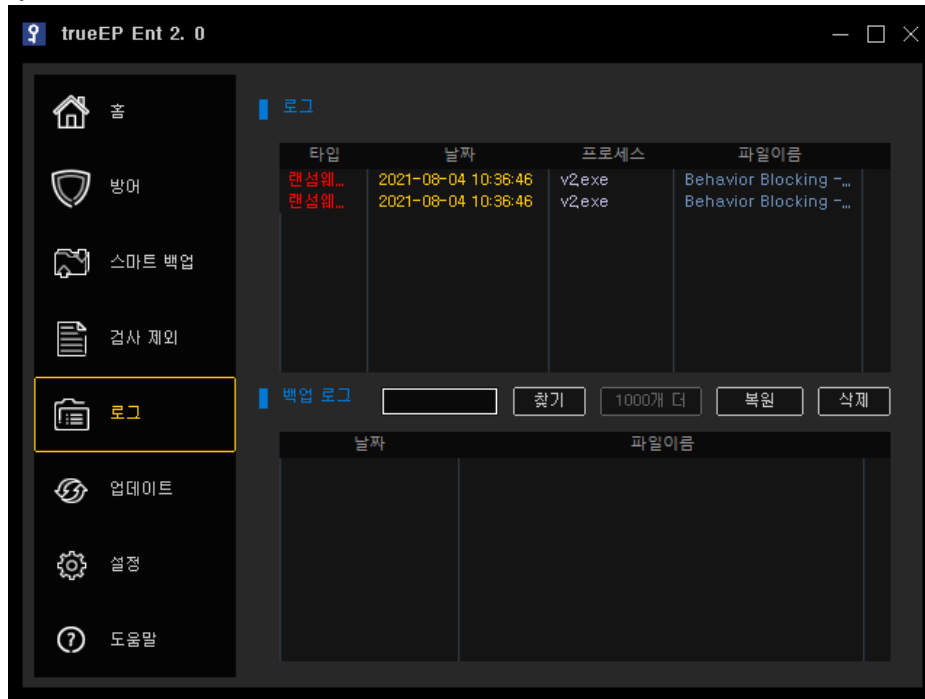 trueEP Ent 2. 0
홈
방어
스마트 백업
검사 제외
로그
업데이트
설정
도움말
로그
타입 날짜 프로세스 파일이름
랜섬웨... 2021-08-04 10:36:46 v2.exe Behavior Blocking -...
랜섬웨... 2021-08-04 10:36:46 v2.exe Behavior Blocking -...
백업 로그 찾기 1000개 더 복원 삭제
날짜 파일이름